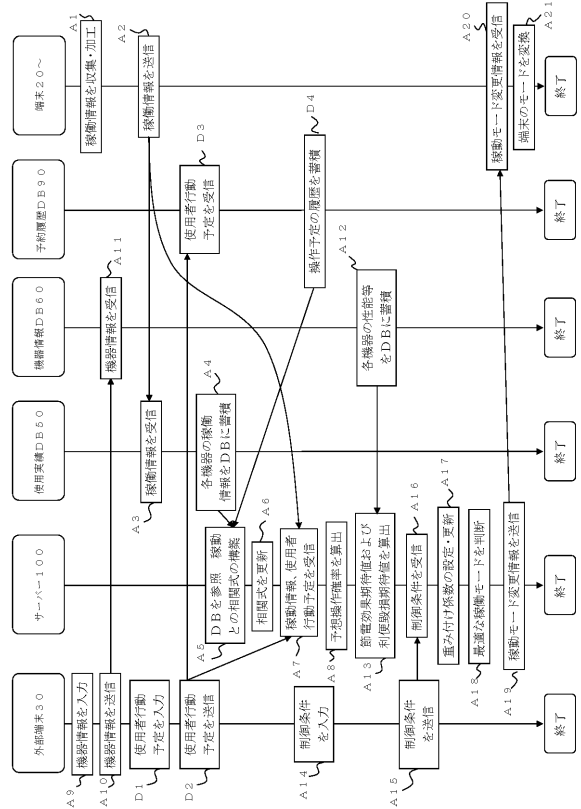 外部端末３０
サーバー１００
使用実績DB５０
機器情報DB６０
予約履歴DB９０
端末２０～
A９
機器情報を入力
A１０
機器情報を送信
D１
使用者行動
予定を入力
D２
使用者行動
予定を送信
A１４
制御条件
を入力
A１５
制御条件
を送信
終了
A５
DBを参照　稼動
との相関式の構築
A６
相関式を更新
A７
稼動情報、使用者
行動予定を受信
A８
予想操作確率を算出
A１３
節電効果期待値および
利便毀損期待値を算出
A１６
制御条件を受信
A１７
重み付け係数の設定・更新
A１８
最適な稼働モードを判断
A１９
稼動モード変更情報を送信
終了
A３
稼働情報を受信
A４
各機器の稼働
情報をDBに蓄積
終了
A１１
機器情報を受信
A１２
各機器の性能等
をDBに蓄積
終了
D３
使用者行動
予定を受信
D４
操作予定の履歴を蓄積
終了
A１
稼働情報を収集・加工
A２
稼働情報を送信
A２０
稼動モード変更情報を受信
A２１
端末のモードを変換
終了